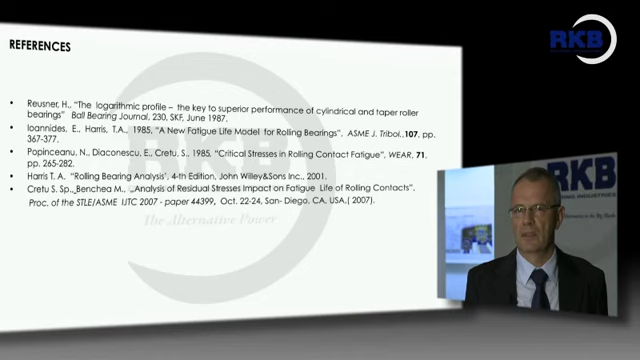 REFERENCES
RKB
• Reusner, H., "The logarithmic profile – the key to superior performance of cylindrical and taper roller
bearings" Ball Bearing Journal, 230, SKF, June 1987.
• Ioannides, E., Harris, T.A., 1985, "A New Fatigue Life Model for Rolling Bearings", ASME J. Tribol.,107, pp.
367-377.
• Popinceanu, N., Diaconescu, E., Cretu, S., 1985, "Critical Stresses in Rolling Contact Fatigue", WEAR, 71,
pp. 265-282.
• Harris T. A. "Rolling Bearing Analysis', 4-th Edition, John Willey&Sons Inc., 2001.
• Cretu S. Sp., Benchea M., „Analysis of Residual Stresses Impact on Fatigue Life of Rolling Contacts".
Proc. of the STLE/ASME IJTC 2007 - paper 44399, Oct. 22-24, San- Diego, CA, USA.( 2007).
The Alternative Power
RKB